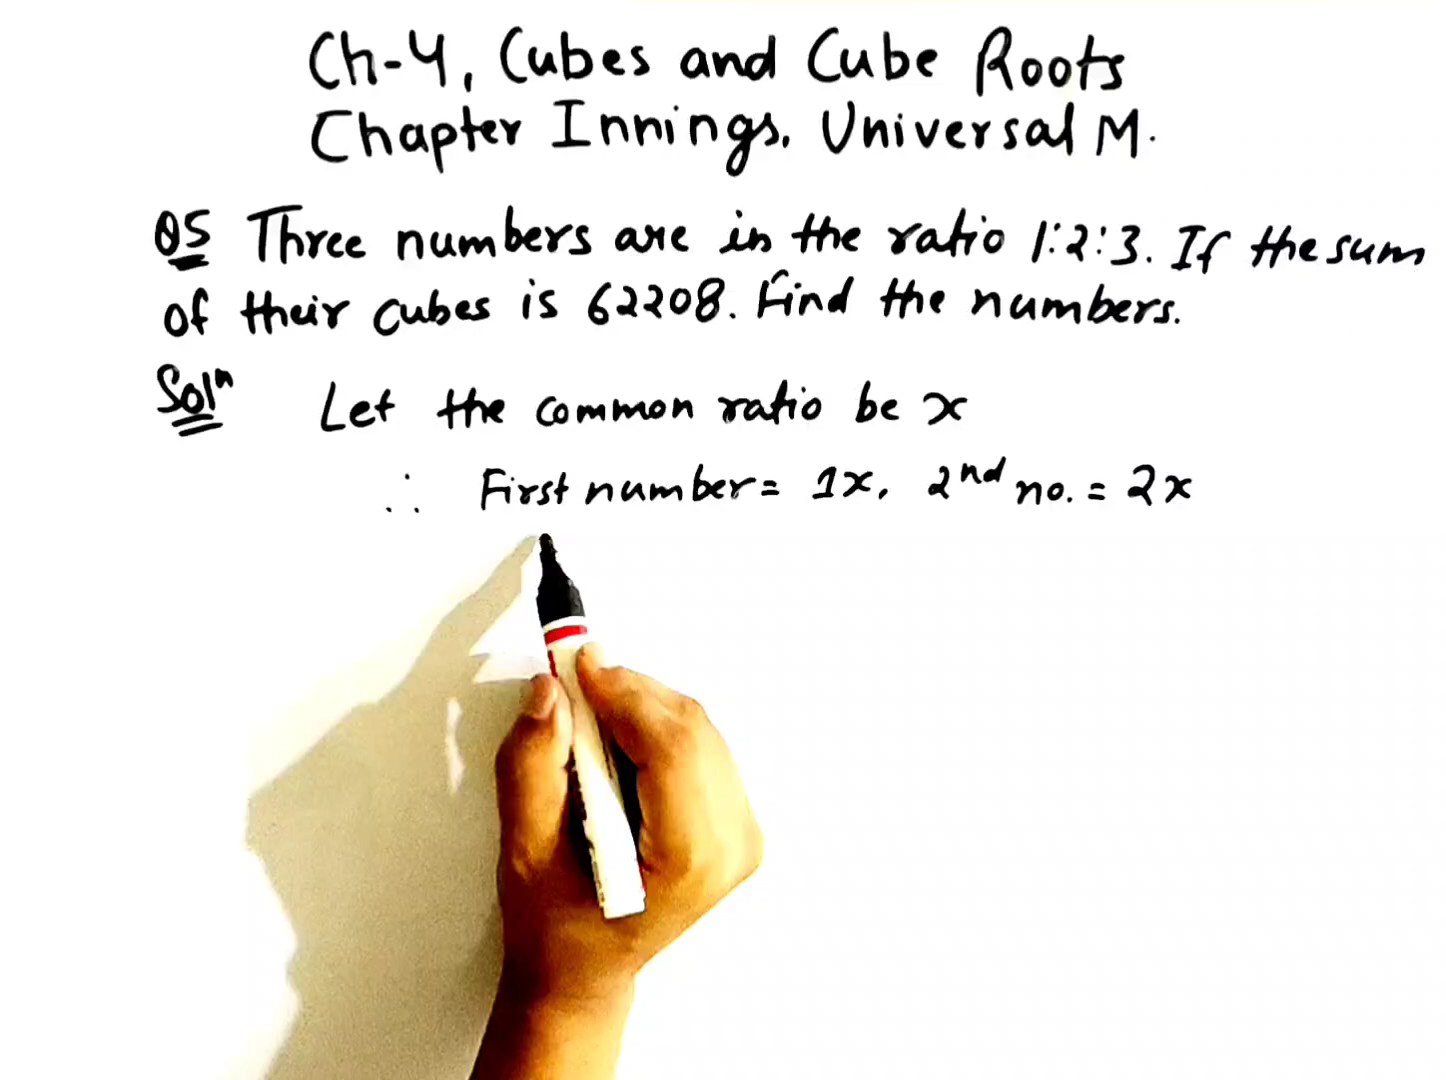 Ch-4, Cubes and Cube Roots
Chapter Innings. Universal M.
Q5 Three numbers are in the ratio 1:2:3. If the sum
of their cubes is 62208. Find the numbers.
Solⁿ Let the common ratio be x
∴ First number = 1x, 2nd no. = 2x